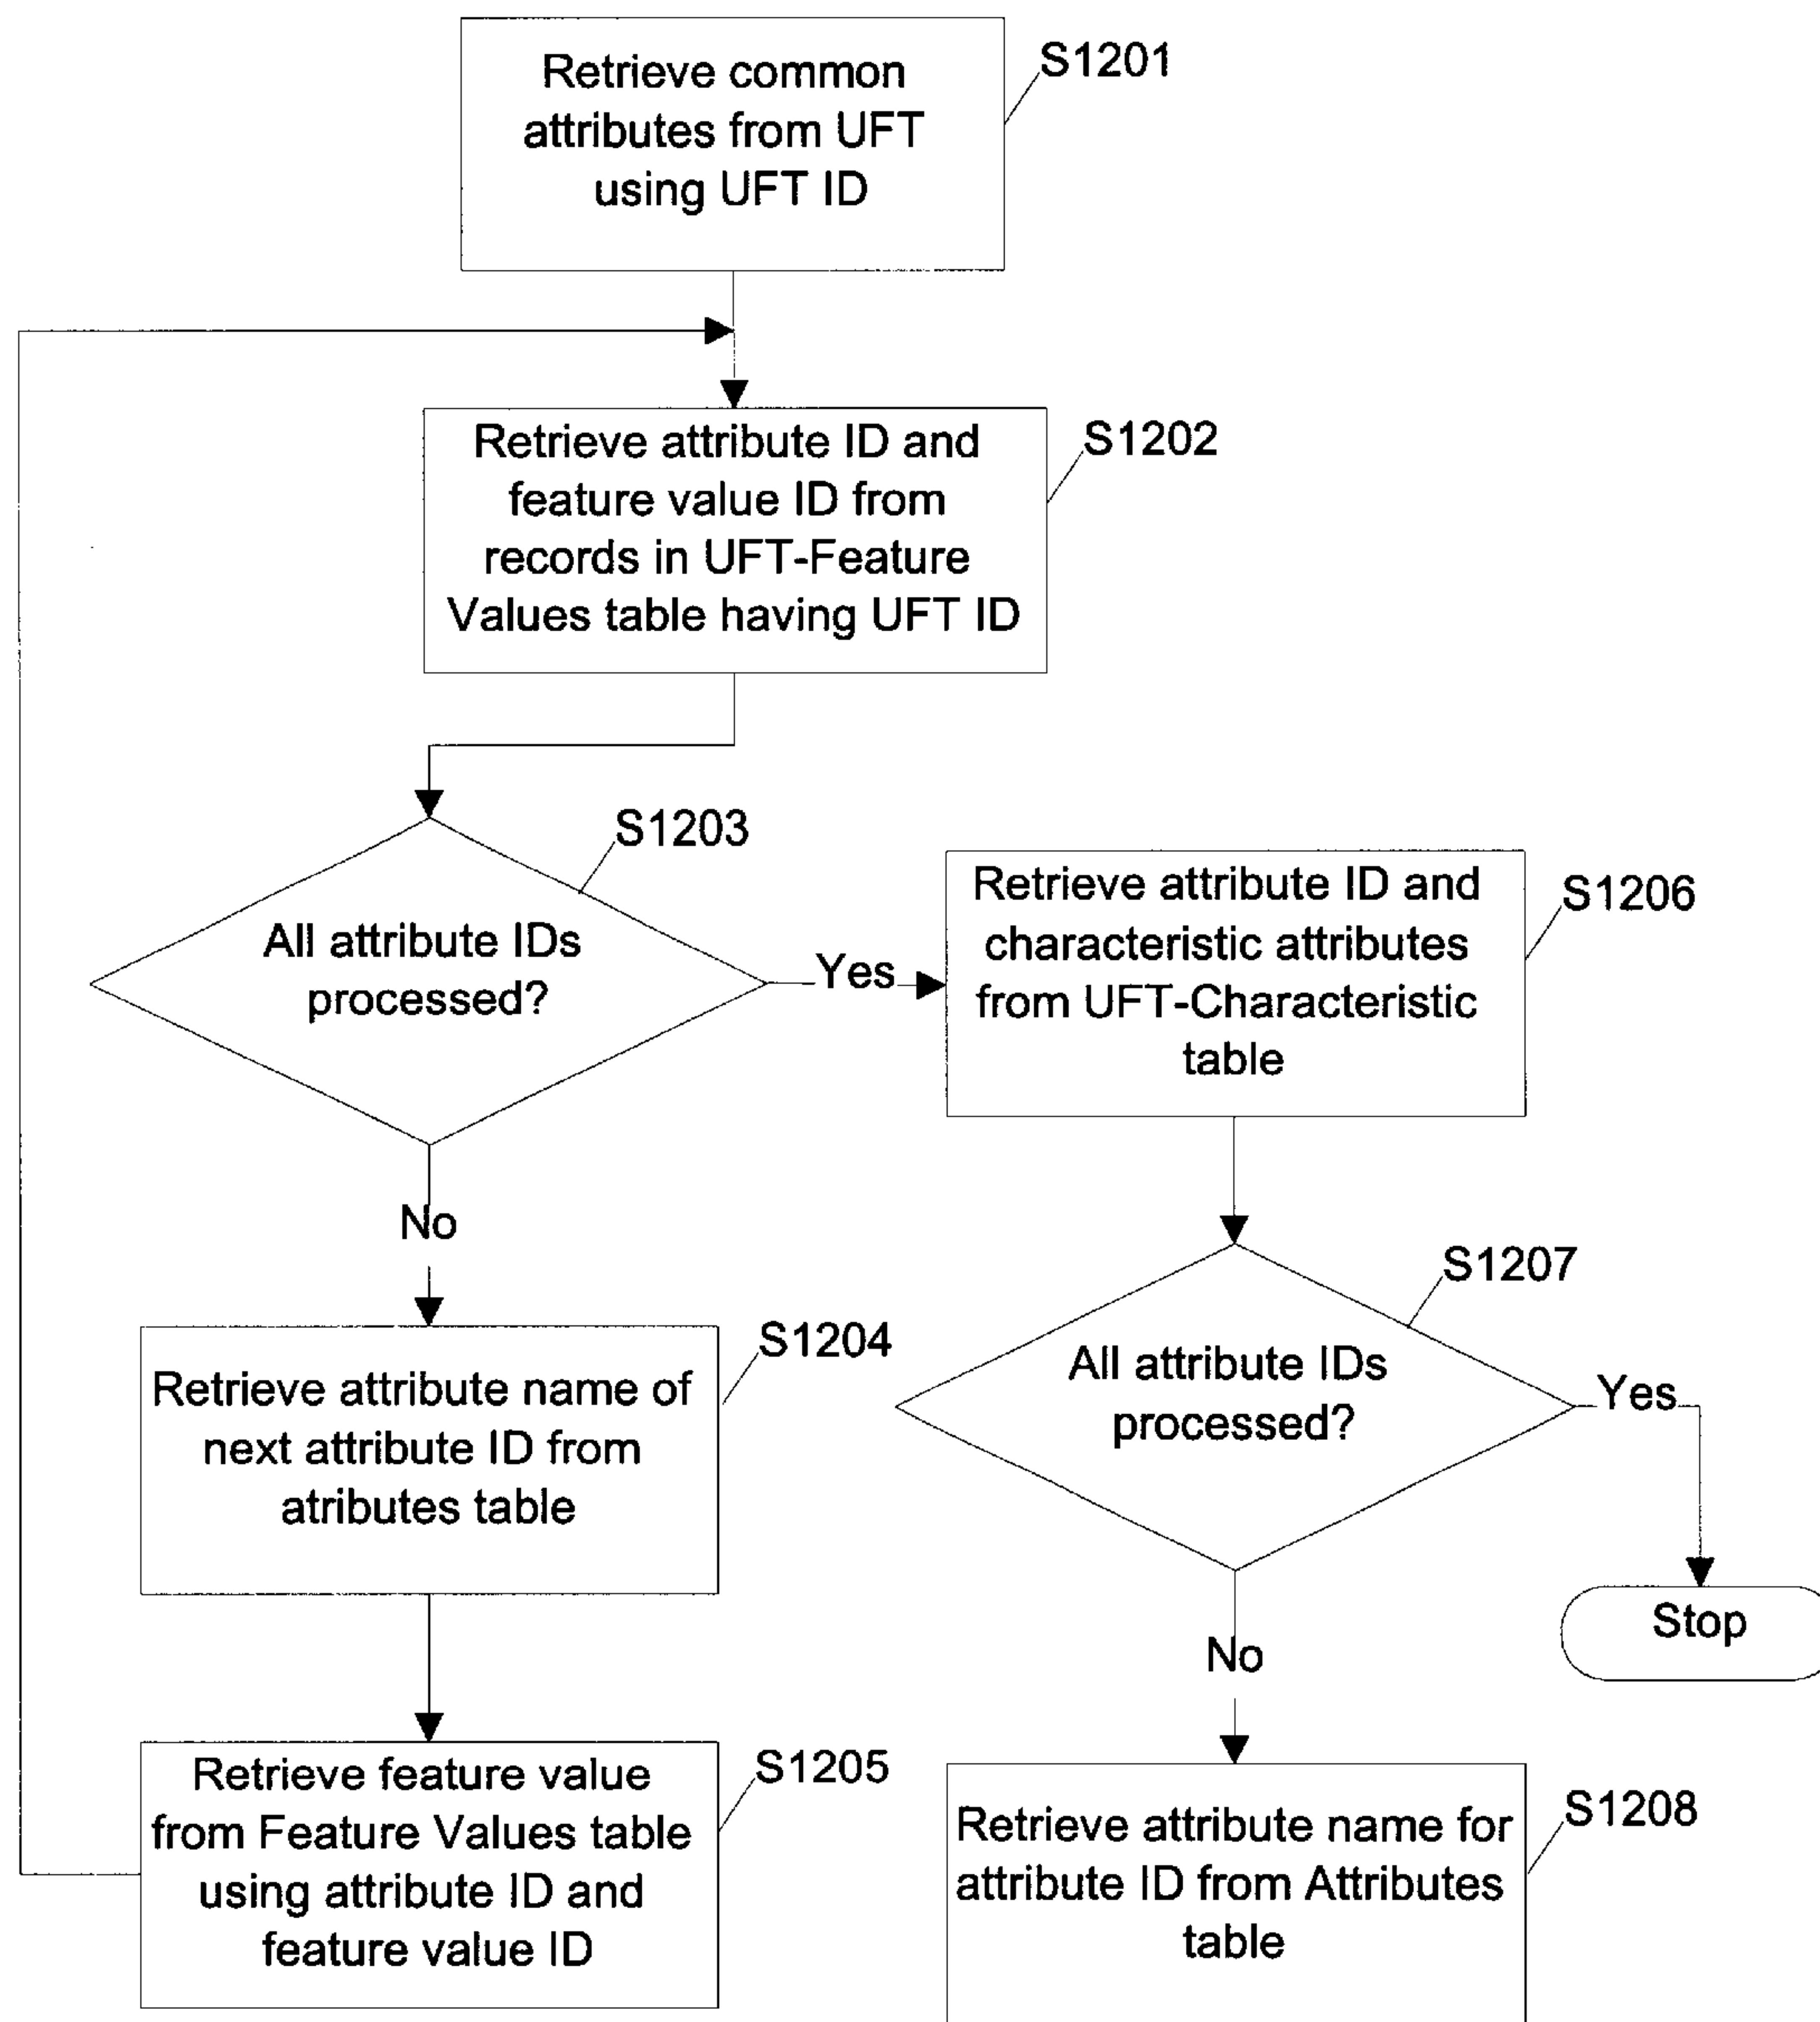 Retrieve common
attributes from UFT
using UFT ID
S1201
Retrieve attribute ID and
feature value ID from
records in UFT-Feature
Values table having UFT ID
S1202
All attribute IDs
processed?
S1203
Yes
No
Retrieve attribute name of
next attribute ID from
atributes table
S1204
Retrieve feature value
from Feature Values table
using attribute ID and
feature value ID
S1205
Retrieve attribute ID and
characteristic attributes
from UFT-Characteristic
table
S1206
All attribute IDs
processed?
S1207
Yes
Stop
No
Retrieve attribute name for
attribute ID from Attributes
table
S1208